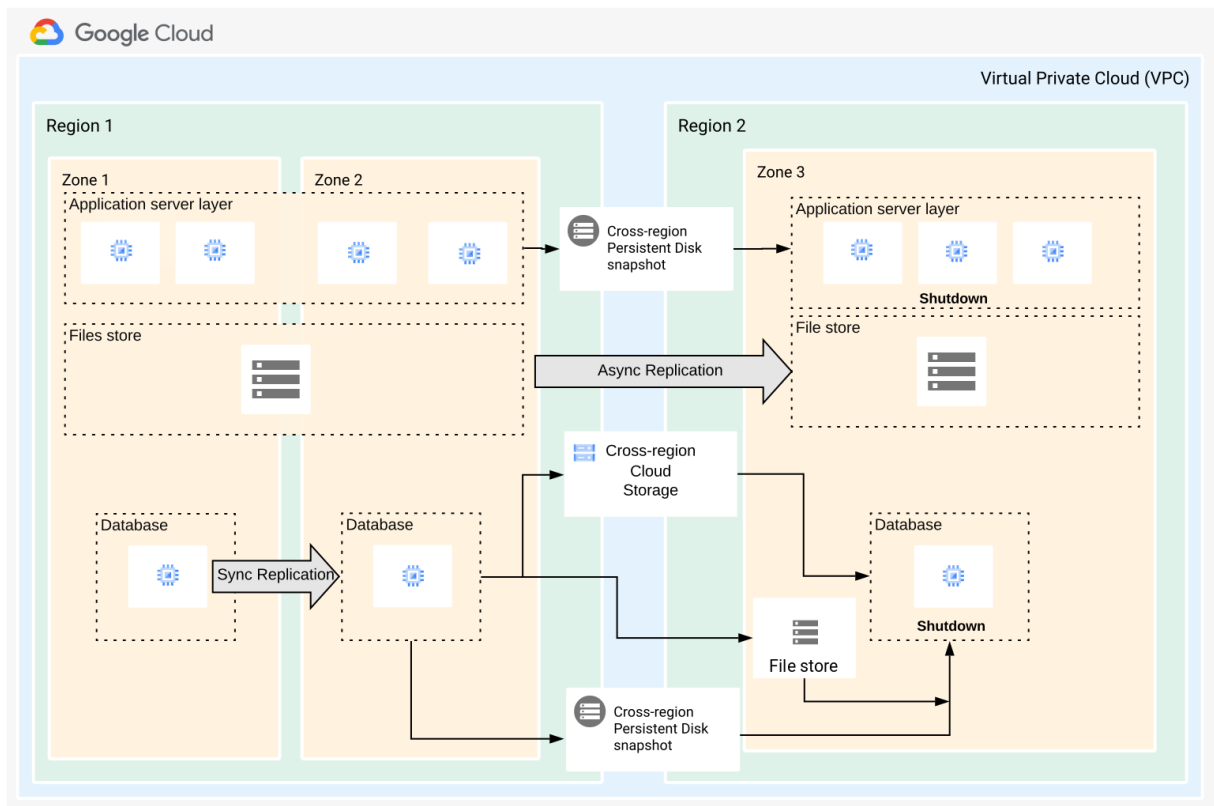 Google Cloud
Virtual Private Cloud (VPC)
Region 1
Region 2
Zone 1
Zone 2
Zone 3
Application server layer
Application server layer
Cross-region
Persistent Disk
snapshot
Shutdown
Files store
File store
Async Replication
Cross-region
Cloud
Storage
Database
Database
Database
Sync Replication
Shutdown
File store
Cross-region
Persistent Disk
snapshot